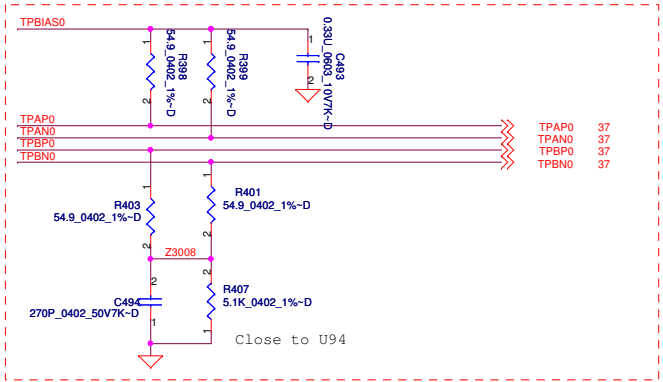 TPBIAS0
1
R398
54.9_0402_1%~D
2
1
R399
54.9_0402_1%~D
2
1
C493
0.33U_0603_10V7K~D
2
TPAP0
TPAN0
TPBP0
TPBN0
TPAP0 37
TPAN0 37
TPBP0 37
TPBN0 37
1
R403
54.9_0402_1%~D
2
1
R401
54.9_0402_1%~D
2
Z3008
2
C494
270P_0402_50V7K~D
1
2
R407
5.1K_0402_1%~D
1
Close to U94